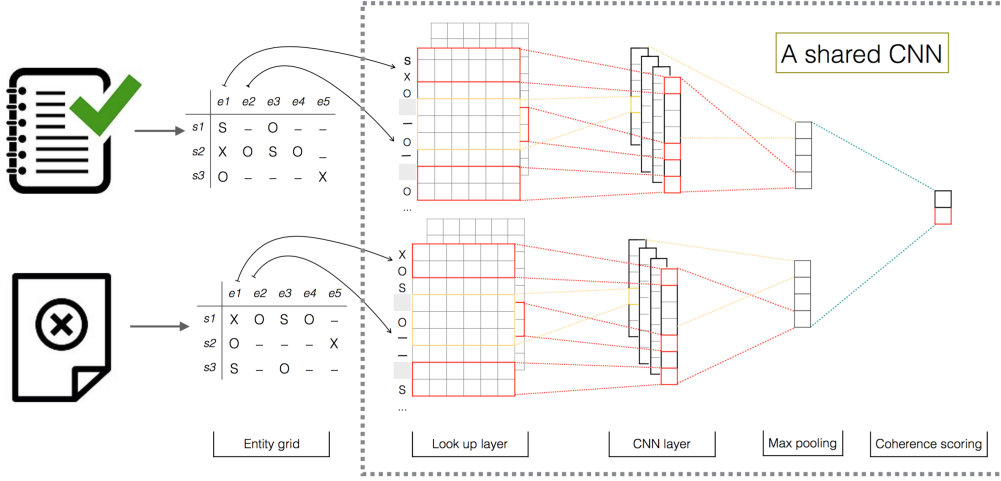 A shared CNN
e1 e2 e3 e4 e5
s1 S – O – –
s2 X O S O _
s3 O – – – X
S
X
O
–
O
–
O
...
e1 e2 e3 e4 e5
s1 X O S O –
s2 O – – – X
s3 S – O – –
X
O
S
O
–
–
S
...
Entity grid
Look up layer
CNN layer
Max pooling
Coherence scoring